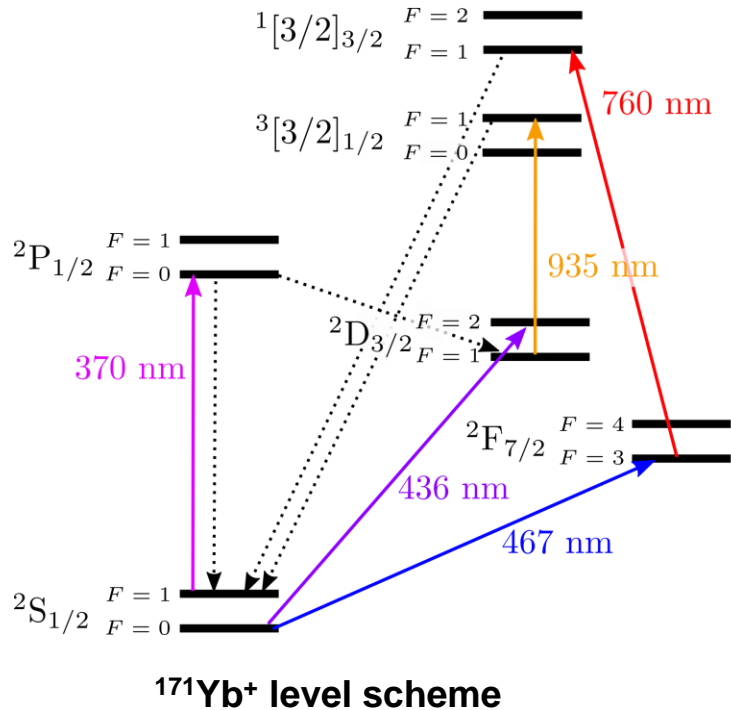 ¹[3/2]₃/₂
F = 2
F = 1
760 nm
³[3/2]₁/₂
F = 1
F = 0
²P₁/₂
F = 1
F = 0
935 nm
²D₃/₂
F = 2
F = 1
370 nm
²F₇/₂
F = 4
F = 3
436 nm
467 nm
²S₁/₂
F = 1
F = 0
¹⁷¹Yb⁺ level scheme